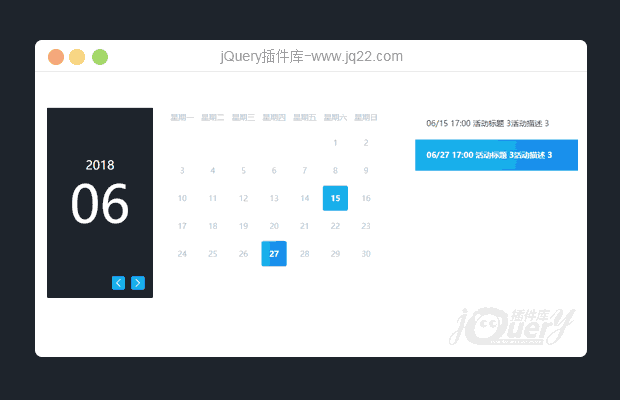 jQuery插件库-www.jq22.com
2018
06
星期一 星期二 星期三 星期四 星期五 星期六 星期日
1 2
3 4 5 6 7 8 9
10 11 12 13 14 15 16
17 18 19 20 21 22 23
24 25 26 27 28 29 30
06/15 17:00 活动标题 3活动描述 3
06/27 17:00 活动标题 3活动描述 3
插件库
jQuery